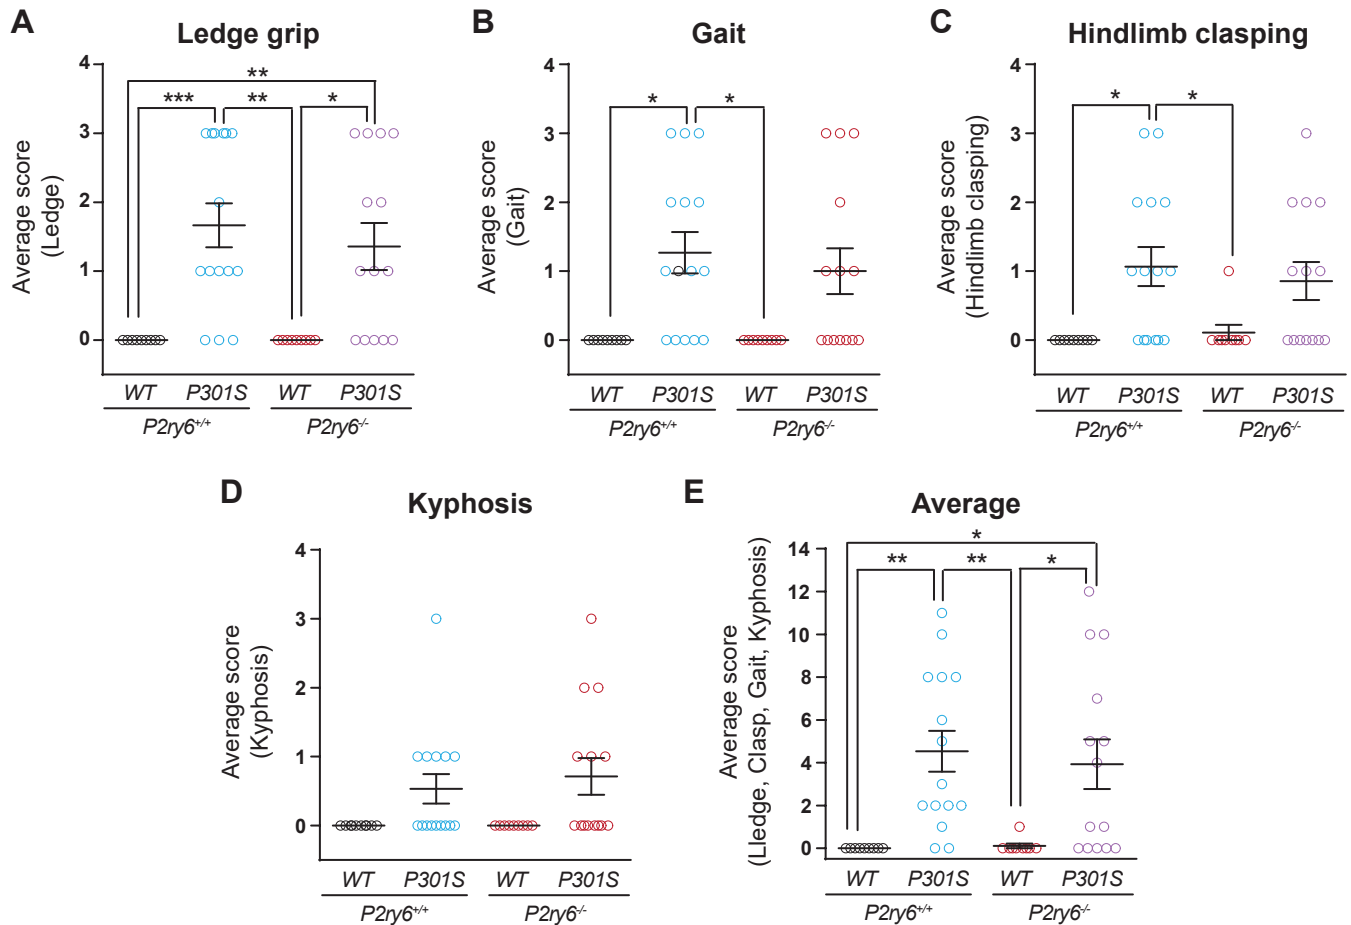 A
Ledge grip
Average score
(Ledge)
4
3
2
1
0
**
***
**
*
WT
P301S
WT
P301S
P2ry6+/+
P2ry6-/-
B
Gait
Average score
(Gait)
4
3
2
1
0
*
*
WT
P301S
WT
P301S
P2ry6+/+
P2ry6-/-
C
Hindlimb clasping
Average score
(Hindlimb clasping)
4
3
2
1
0
*
*
WT
P301S
WT
P301S
P2ry6+/+
P2ry6-/-
D
Kyphosis
Average score
(Kyphosis)
4
3
2
1
0
WT
P301S
WT
P301S
P2ry6+/+
P2ry6-/-
E
Average
Average score
(Lledge, Clasp, Gait, Kyphosis)
14
12
10
8
6
4
2
0
*
**
**
*
WT
P301S
WT
P301S
P2ry6+/+
P2ry6-/-